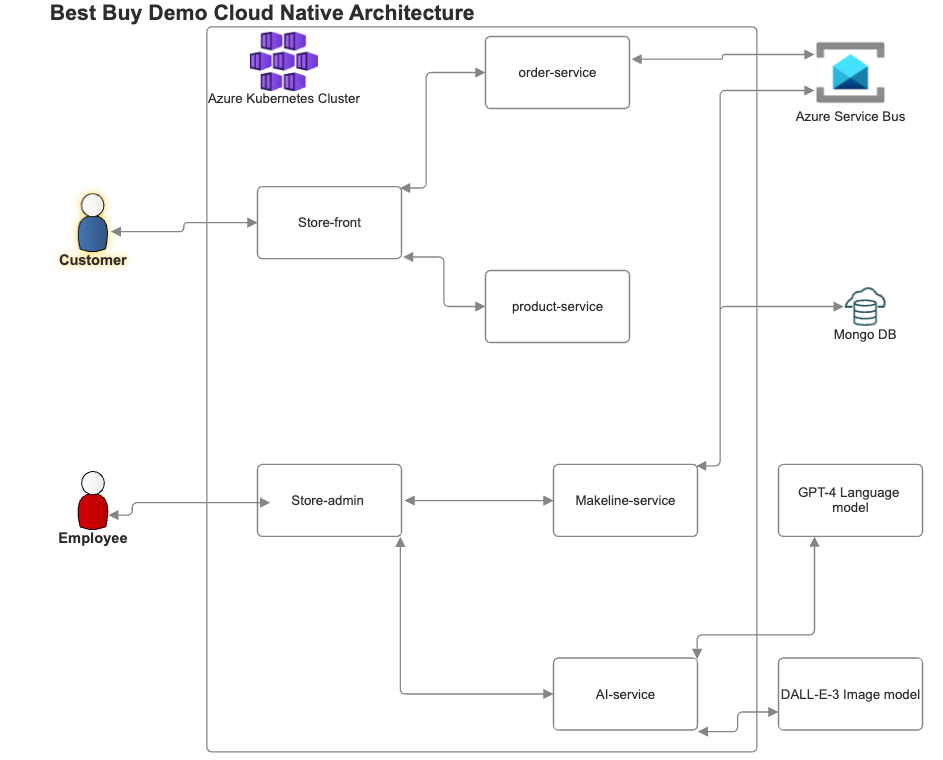 Best Buy Demo Cloud Native Architecture
order-service
Azure Kubernetes Cluster
Azure Service Bus
Store-front
Customer
product-service
Mongo DB
Store-admin
Makeline-service
GPT-4 Language
model
Employee
AI-service
DALL-E-3 Image model